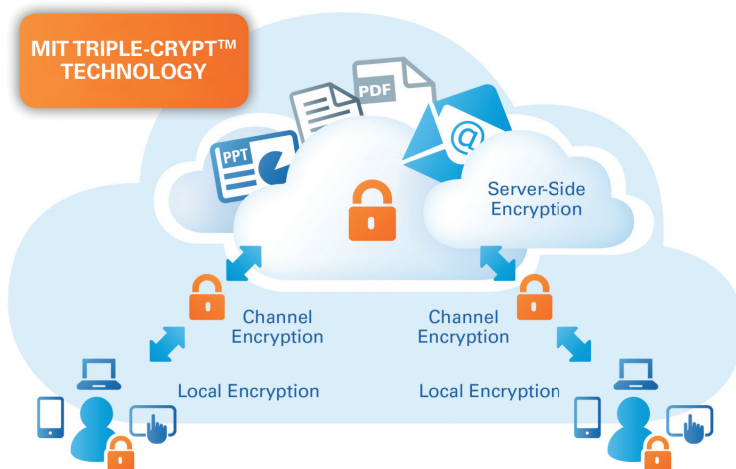 MIT TRIPLE-CRYPT™
TECHNOLOGY
PDF
PPT
@
Server-Side
Encryption
Channel
Encryption
Channel
Encryption
Local Encryption
Local Encryption